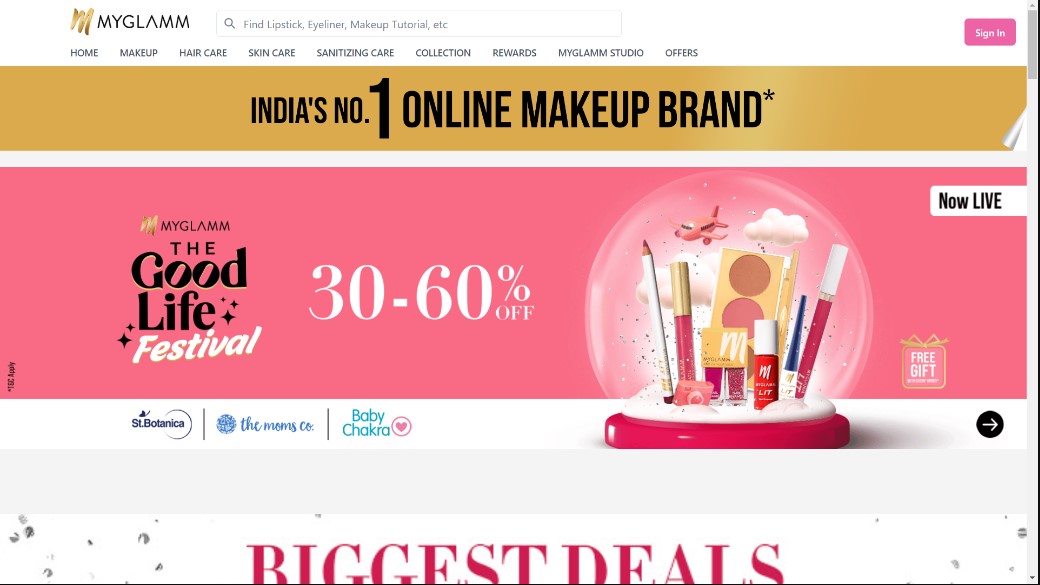 MYGLAMM
Find Lipstick, Eyeliner, Makeup Tutorial, etc
Sign In
HOME MAKEUP HAIR CARE SKIN CARE SANITIZING CARE COLLECTION REWARDS MYGLAMM STUDIO OFFERS
INDIA'S NO.1 ONLINE MAKEUP BRAND*
Now LIVE
MYGLAMM
THE
Good
Life
Festival
30-60%
OFF
MYGLAMM
LIT
FREE
GIFT
*T&C Apply
St.Botanica
the moms co.
Baby
Chakra
BIGGEST DEALS